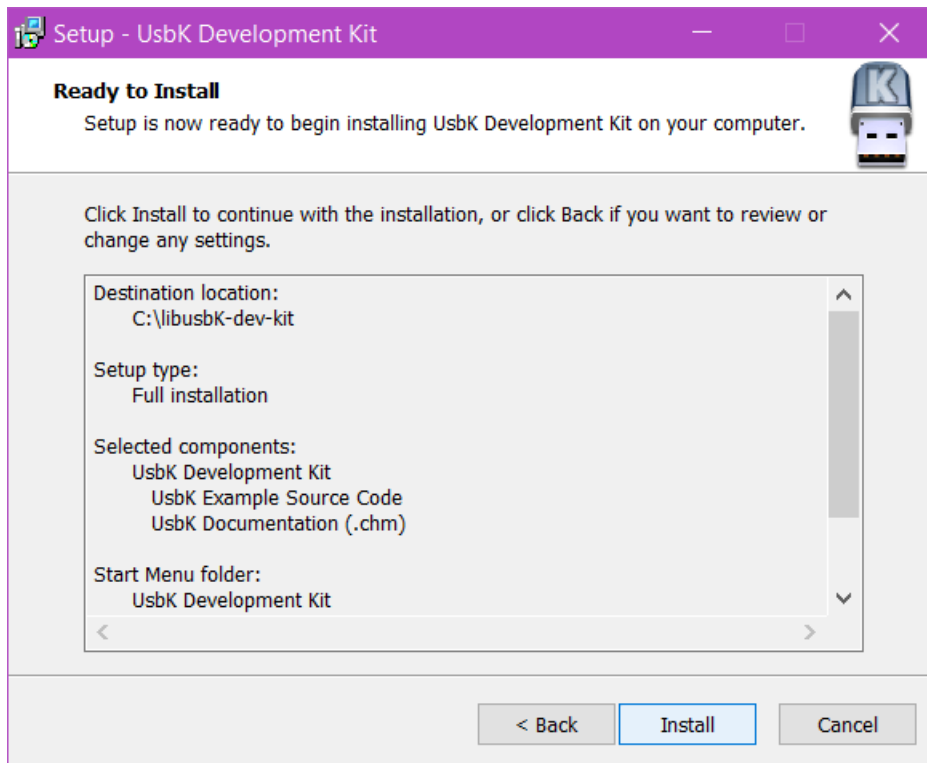 Setup - UsbK Development Kit
Ready to Install
Setup is now ready to begin installing UsbK Development Kit on your computer.
K
Click Install to continue with the installation, or click Back if you want to review or
change any settings.
Destination location:
C:\libusbK-dev-kit
Setup type:
Full installation
Selected components:
UsbK Development Kit
UsbK Example Source Code
UsbK Documentation (.chm)
Start Menu folder:
UsbK Development Kit
< Back
Install
Cancel